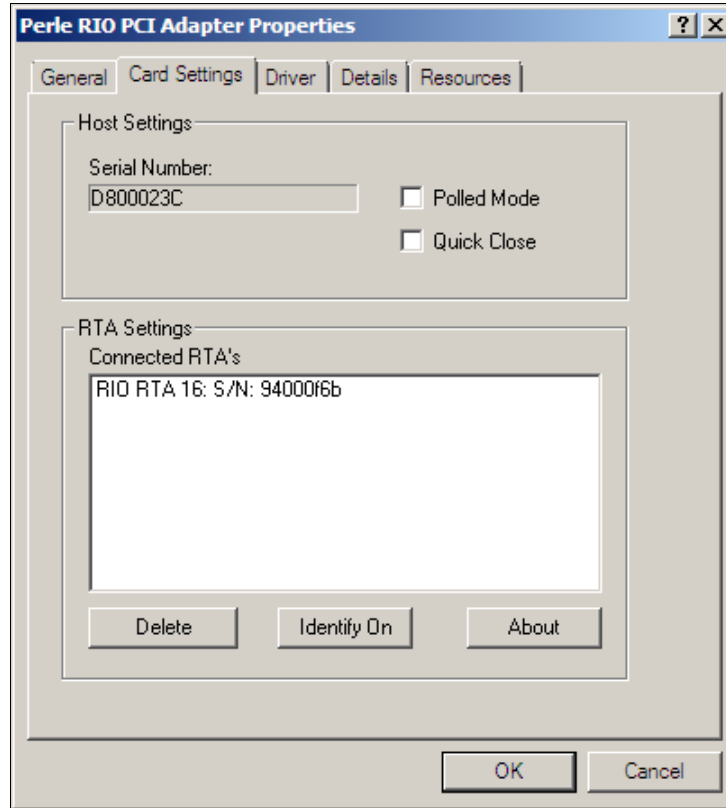 Perle RIO PCI Adapter Properties
General Card Settings Driver Details Resources
Host Settings
Serial Number:
D800023C
Polled Mode
Quick Close
RTA Settings
Connected RTA's
RIO RTA 16: S/N: 94000f6b
Delete Identify On About
OK Cancel